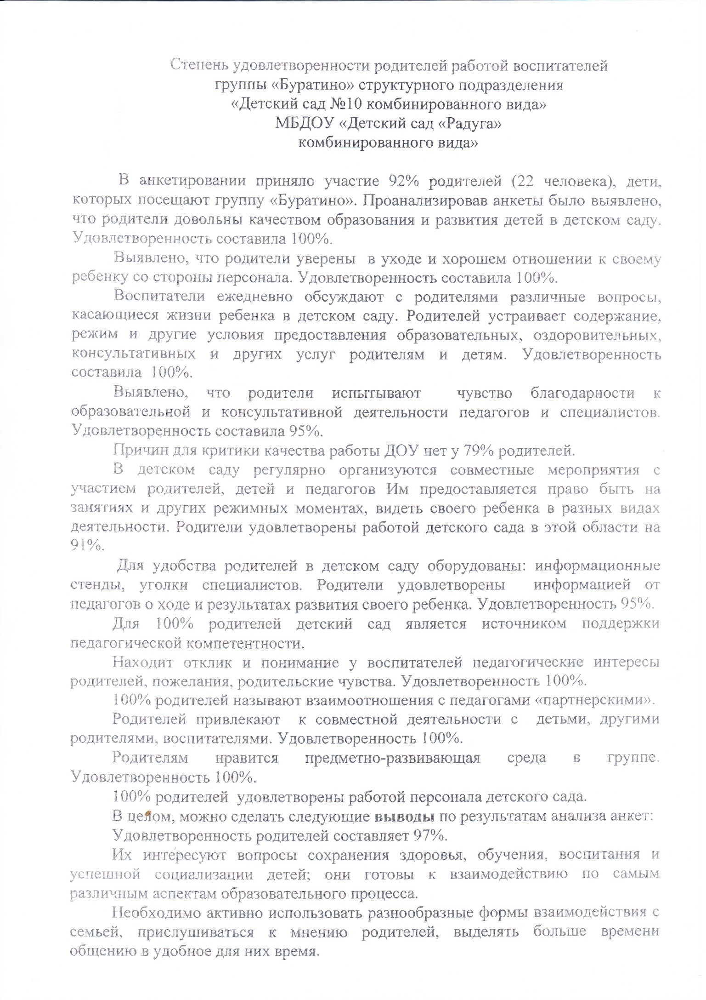 Степень удовлетворенности родителей работой воспитателей
группы «Буратино» структурного подразделения
«Детский сад №10 комбинированного вида»
МБДОУ «Детский сад «Радуга»
комбинированного вида»
В анкетировании приняло участие 92% родителей (22 человека), дети,
которых посещают группу «Буратино». Проанализировав анкеты было выявлено,
что родители довольны качеством образования и развития детей в детском саду.
Удовлетворенность составила 100%.
Выявлено, что родители уверены в уходе и хорошем отношении к своему
ребенку со стороны персонала. Удовлетворенность составила 100%.
Воспитатели ежедневно обсуждают с родителями различные вопросы,
касающиеся жизни ребенка в детском саду. Родителей устраивает содержание,
режим и другие условия предоставления образовательных, оздоровительных,
консультативных и других услуг родителям и детям. Удовлетворенность
составила 100%.
Выявлено, что родители испытывают чувство благодарности к
образовательной и консультативной деятельности педагогов и специалистов.
Удовлетворенность составила 95%.
Причин для критики качества работы ДОУ нет у 79% родителей.
В детском саду регулярно организуются совместные мероприятия с
участием родителей, детей и педагогов Им предоставляется право быть на
занятиях и других режимных моментах, видеть своего ребенка в разных видах
деятельности. Родители удовлетворены работой детского сада в этой области на
91%.
Для удобства родителей в детском саду оборудованы: информационные
стенды, уголки специалистов. Родители удовлетворены информацией от
педагогов о ходе и результатах развития своего ребенка. Удовлетворенность 95%.
Для 100% родителей детский сад является источником поддержки
педагогической компетентности.
Находит отклик и понимание у воспитателей педагогические интересы
родителей, пожелания, родительские чувства. Удовлетворенность 100%.
100% родителей называют взаимоотношения с педагогами «партнерскими».
Родителей привлекают к совместной деятельности с детьми, другими
родителями, воспитателями. Удовлетворенность 100%.
Родителям нравится предметно-развивающая среда в группе.
Удовлетворенность 100%.
100% родителей удовлетворены работой персонала детского сада.
В целом, можно сделать следующие выводы по результатам анализа анкет:
Удовлетворенность родителей составляет 97%.
Их интересуют вопросы сохранения здоровья, обучения, воспитания и
успешной социализации детей; они готовы к взаимодействию по самым
различным аспектам образовательного процесса.
Необходимо активно использовать разнообразные формы взаимодействия с
семьей, прислушиваться к мнению родителей, выделять больше времени
общению в удобное для них время.